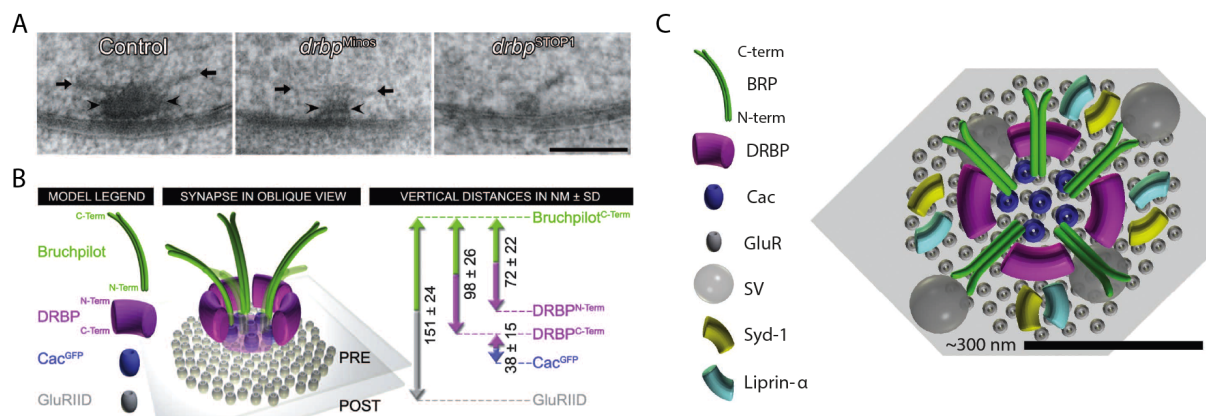 A
Control
drbp^Minos
drbp^STOP1
B
MODEL LEGEND
SYNAPSE IN OBLIQUE VIEW
VERTICAL DISTANCES IN NM ± SD
C-Term
Bruchpilot
N-Term
N-Term
DRBP
C-Term
Cac^GFP
GluRIID
PRE
POST
Bruchpilot^C-Term
151 ± 24
98 ± 26
72 ± 22
38 ± 15
DRBP^N-Term
DRBP^C-Term
Cac^GFP
GluRIID
C
C-term
BRP
N-term
DRBP
Cac
GluR
SV
Syd-1
Liprin-α
~300 nm